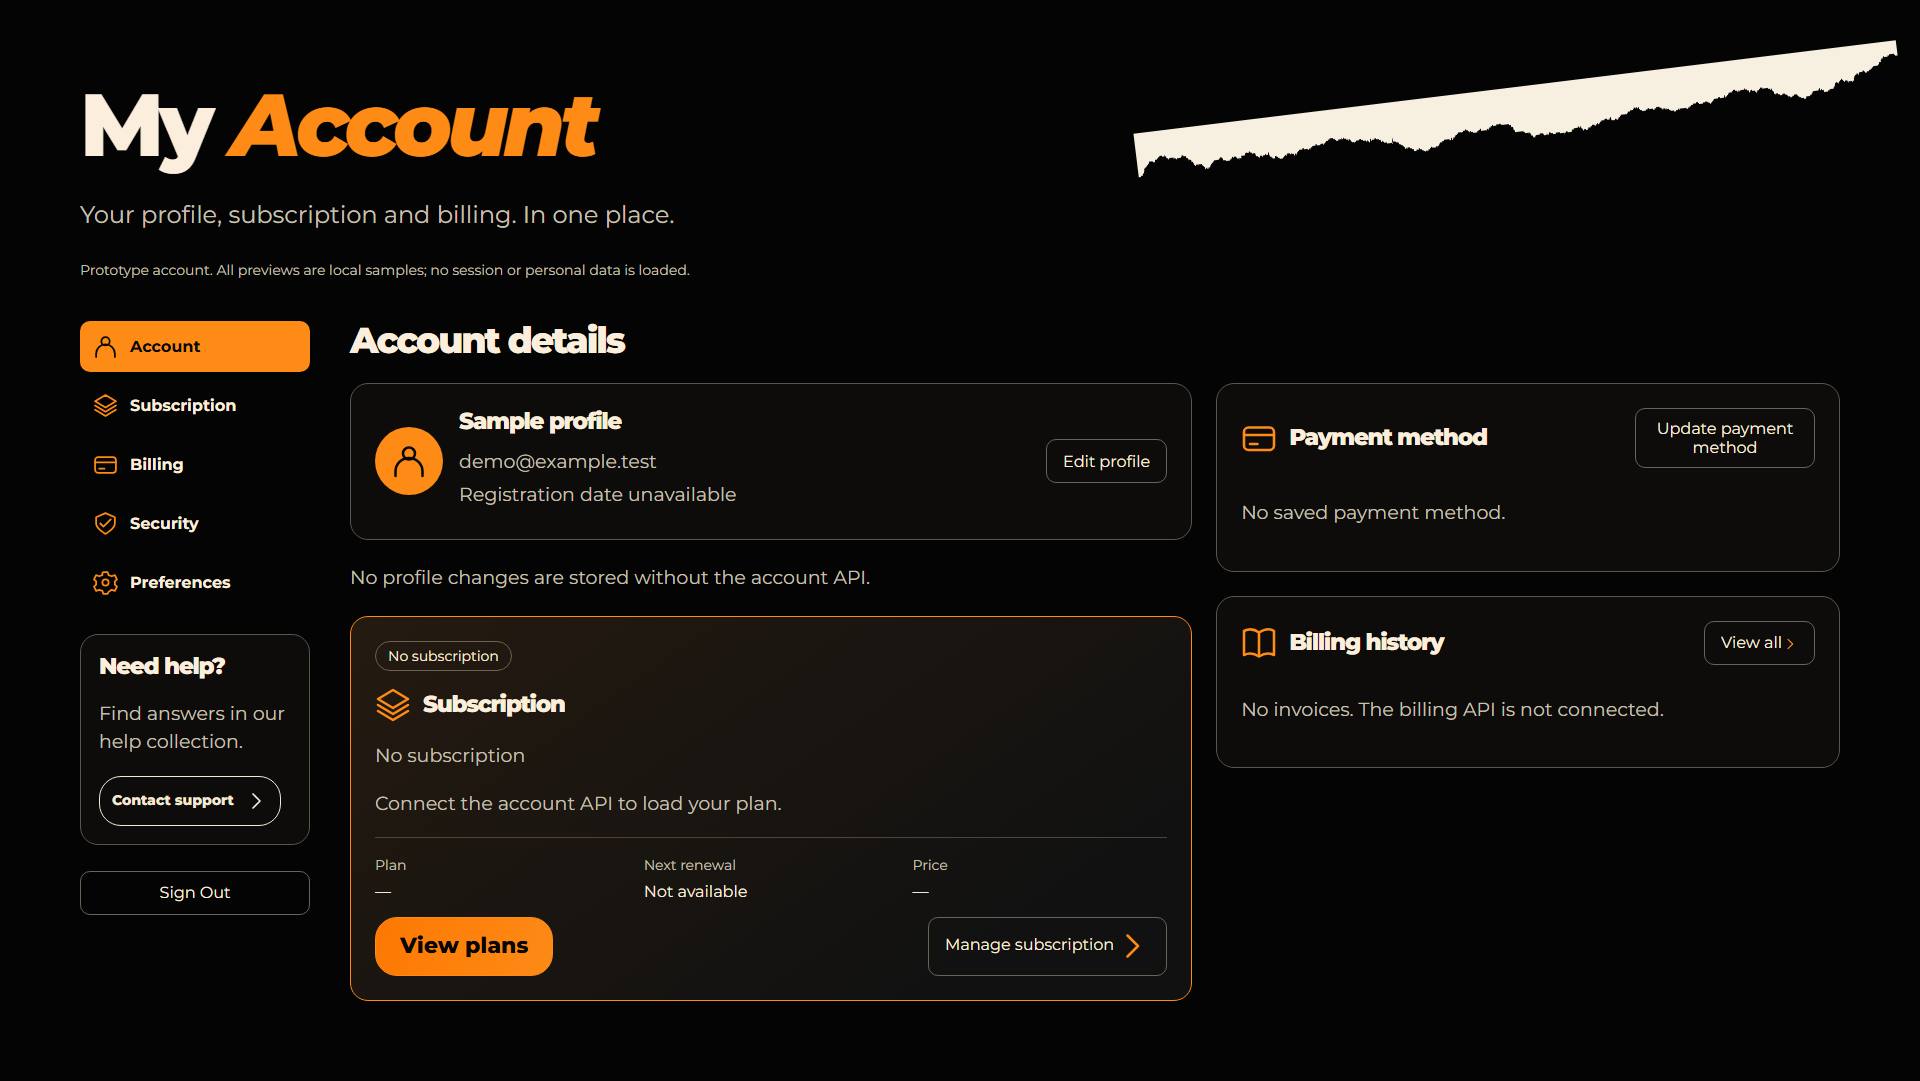 My Account
Your profile, subscription and billing. In one place.
Prototype account. All previews are local samples; no session or personal data is loaded.
Account
Subscription
Billing
Security
Preferences
Need help?
Find answers in our
help collection.
Contact support
Sign Out
Account details
Sample profile
demo@example.test
Registration date unavailable
Edit profile
No profile changes are stored without the account API.
No subscription
Subscription
No subscription
Connect the account API to load your plan.
Plan
—
Next renewal
Not available
Price
—
View plans
Manage subscription
Payment method
Update payment
method
No saved payment method.
Billing history
View all
No invoices. The billing API is not connected.